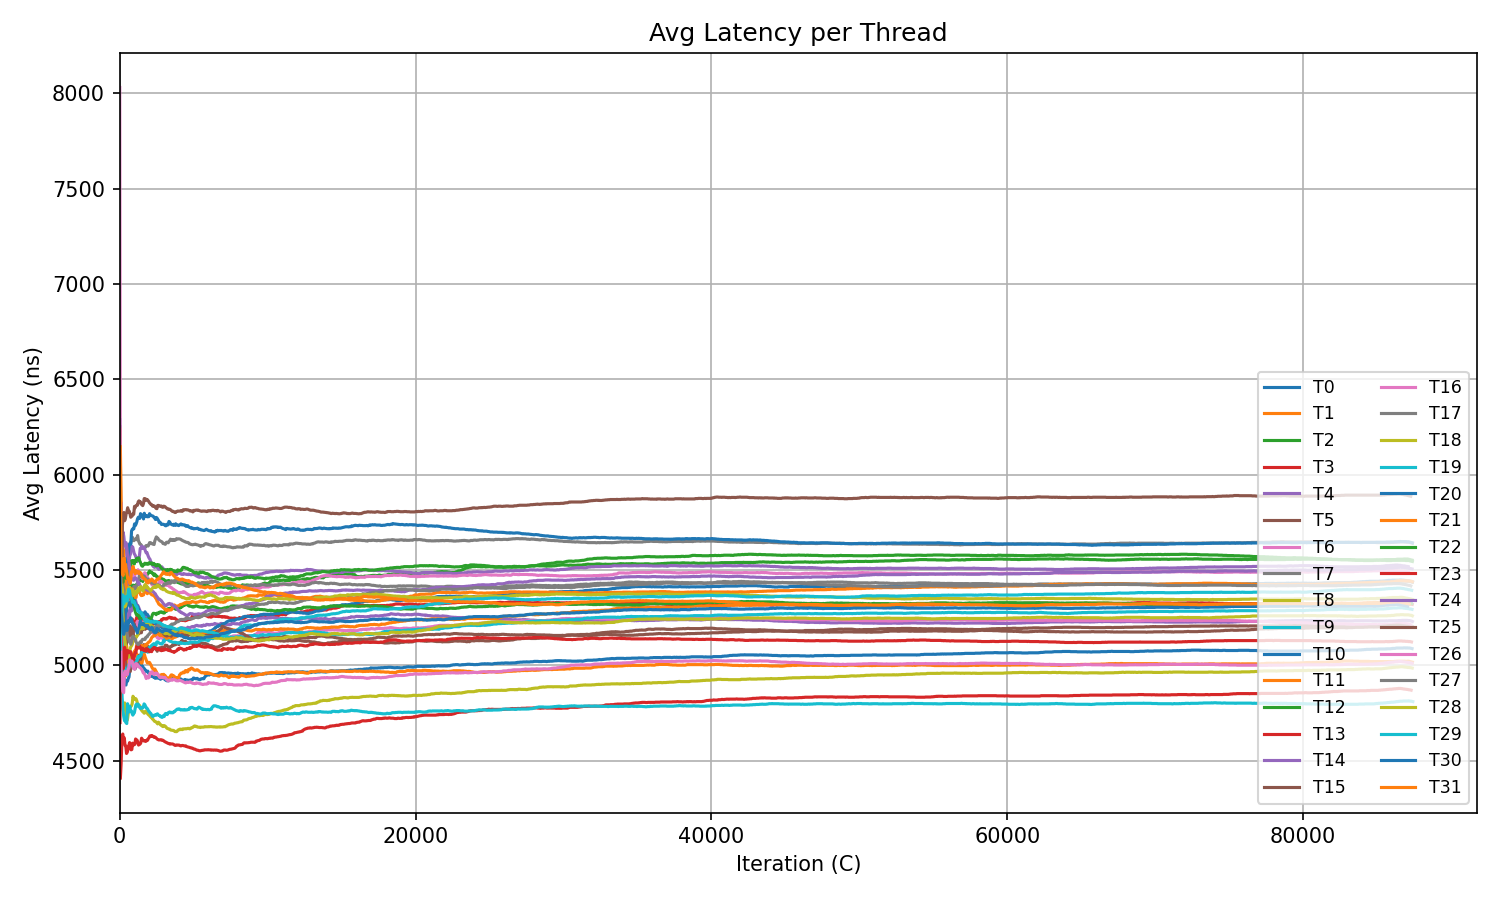 Avg Latency per Thread
Avg Latency (ns)
8000
7500
7000
6500
6000
5500
5000
4500
0
20000
40000
60000
80000
Iteration (C)
T0
T1
T2
T3
T4
T5
T6
T7
T8
T9
T10
T11
T12
T13
T14
T15
T16
T17
T18
T19
T20
T21
T22
T23
T24
T25
T26
T27
T28
T29
T30
T31